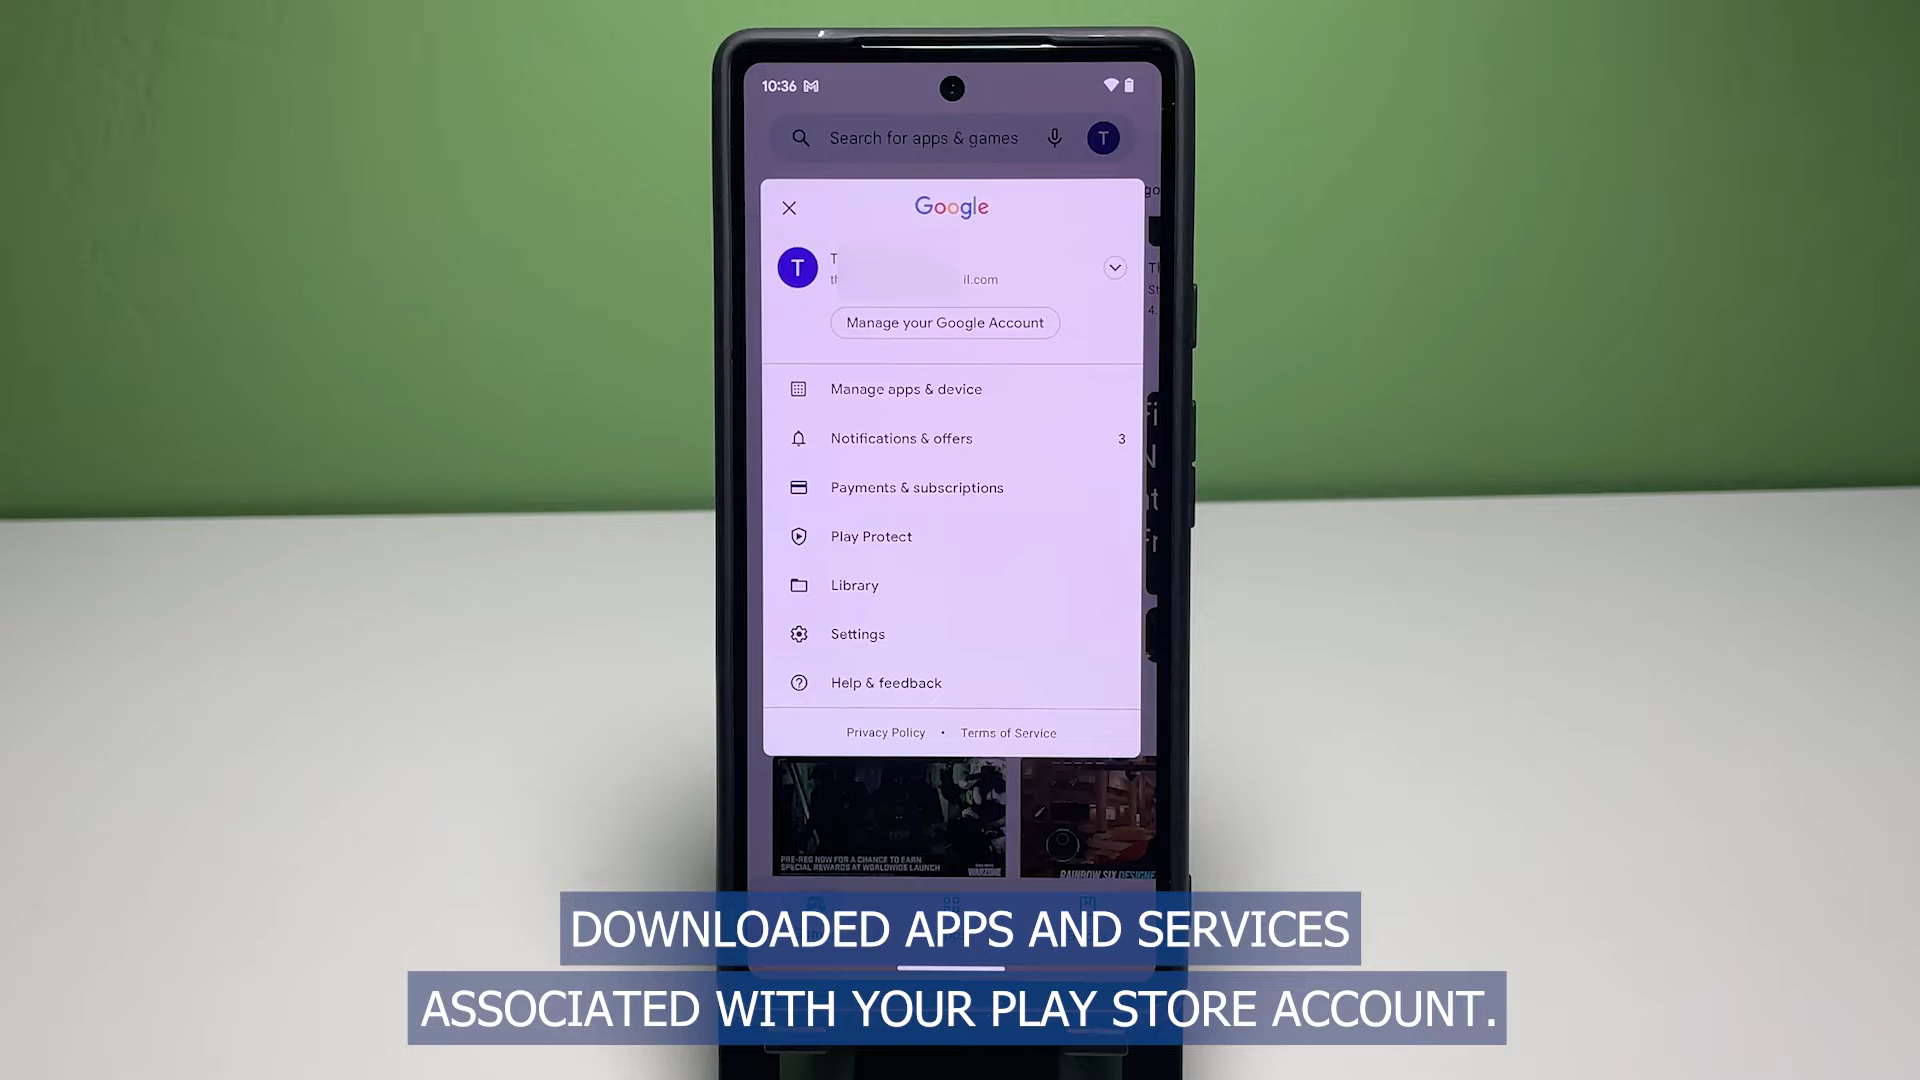 10:36
Search for apps & games
T
Google
T
T
il.com
Manage your Google Account
Manage apps & device
Notifications & offers
3
Payments & subscriptions
Play Protect
Library
Settings
Help & feedback
Privacy Policy • Terms of Service
PRE-REG NOW FOR A CHANCE TO EARN
SPECIAL REWARDS AT WORLDWIDE LAUNCH
WARZONE
RAINBOW SIX
DOWNLOADED APPS AND SERVICES
ASSOCIATED WITH YOUR PLAY STORE ACCOUNT.